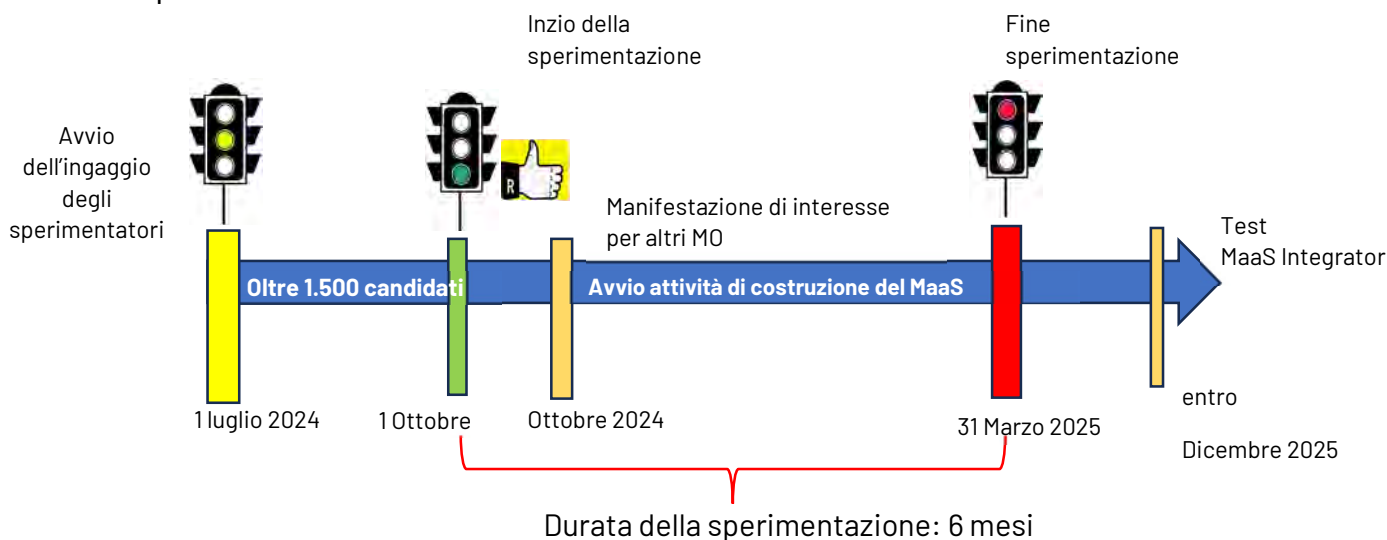 Inzio della
sperimentazione
Fine
sperimentazione
Avvio
dell'ingaggio
degli
sperimentatori
R
Manifestazione di interesse
per altri MO
Test
MaaS Integrator
Oltre 1.500 candidati
Avvio attività di costruzione del MaaS
1 luglio 2024
1 Ottobre
Ottobre 2024
31 Marzo 2025
entro
Dicembre 2025
Durata della sperimentazione: 6 mesi